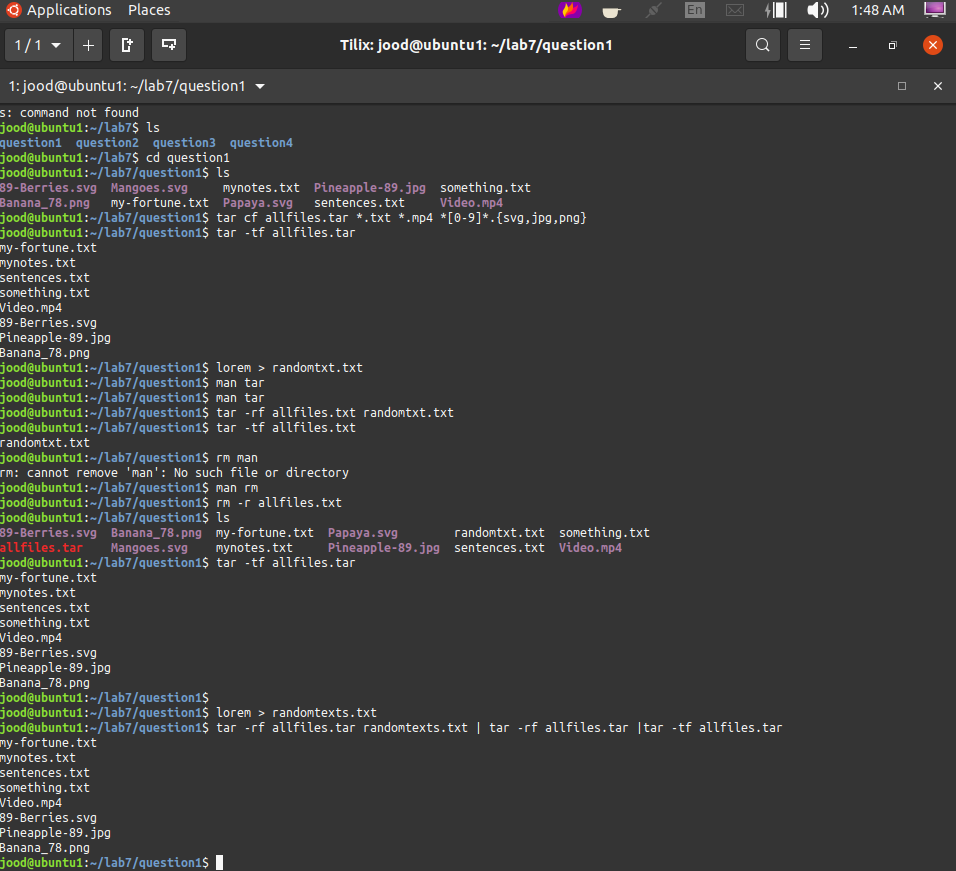 Applications Places En 1:48 AM
1 / 1 Tilix: jood@ubuntu1: ~/lab7/question1
1: jood@ubuntu1: ~/lab7/question1
s: command not found
jood@ubuntu1:~/lab7$ ls
question1 question2 question3 question4
jood@ubuntu1:~/lab7$ cd question1
jood@ubuntu1:~/lab7/question1$ ls
89-Berries.svg Mangoes.svg mynotes.txt Pineapple-89.jpg something.txt
Banana_78.png my-fortune.txt Papaya.svg sentences.txt Video.mp4
jood@ubuntu1:~/lab7/question1$ tar cf allfiles.tar *.txt *.mp4 *[0-9]*.{svg,jpg,png}
jood@ubuntu1:~/lab7/question1$ tar -tf allfiles.tar
my-fortune.txt
mynotes.txt
sentences.txt
something.txt
Video.mp4
89-Berries.svg
Pineapple-89.jpg
Banana_78.png
jood@ubuntu1:~/lab7/question1$ lorem > randomtxt.txt
jood@ubuntu1:~/lab7/question1$ man tar
jood@ubuntu1:~/lab7/question1$ man tar
jood@ubuntu1:~/lab7/question1$ tar -rf allfiles.txt randomtxt.txt
jood@ubuntu1:~/lab7/question1$ tar -tf allfiles.txt
randomtxt.txt
jood@ubuntu1:~/lab7/question1$ rm man
rm: cannot remove 'man': No such file or directory
jood@ubuntu1:~/lab7/question1$ man rm
jood@ubuntu1:~/lab7/question1$ rm -r allfiles.txt
jood@ubuntu1:~/lab7/question1$ ls
89-Berries.svg Banana_78.png my-fortune.txt Papaya.svg randomtxt.txt something.txt
allfiles.tar Mangoes.svg mynotes.txt Pineapple-89.jpg sentences.txt Video.mp4
jood@ubuntu1:~/lab7/question1$ tar -tf allfiles.tar
my-fortune.txt
mynotes.txt
sentences.txt
something.txt
Video.mp4
89-Berries.svg
Pineapple-89.jpg
Banana_78.png
jood@ubuntu1:~/lab7/question1$
jood@ubuntu1:~/lab7/question1$ lorem > randomtexts.txt
jood@ubuntu1:~/lab7/question1$ tar -rf allfiles.tar randomtexts.txt | tar -rf allfiles.tar |tar -tf allfiles.tar
my-fortune.txt
mynotes.txt
sentences.txt
something.txt
Video.mp4
89-Berries.svg
Pineapple-89.jpg
Banana_78.png
jood@ubuntu1:~/lab7/question1$